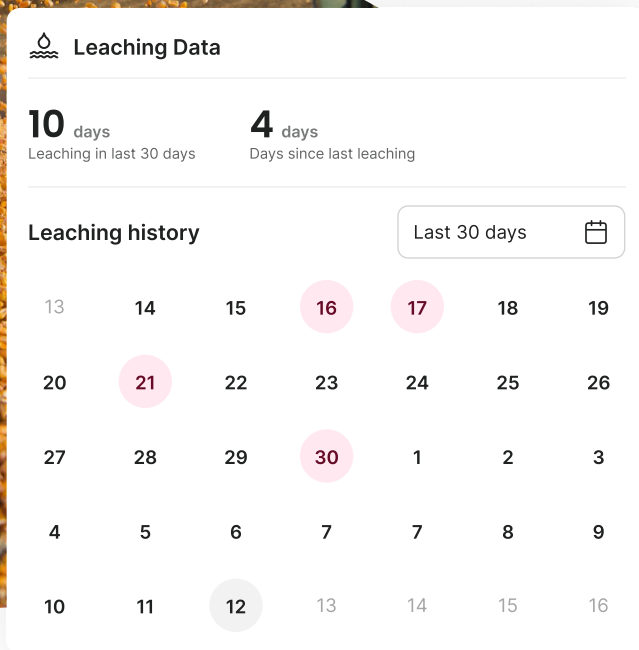 Leaching Data
10 days 4 days
Leaching in last 30 days Days since last leaching
Leaching history Last 30 days
13 14 15 16 17 18 19
20 21 22 23 24 25 26
27 28 29 30 1 2 3
4 5 6 7 7 8 9
10 11 12 13 14 15 16